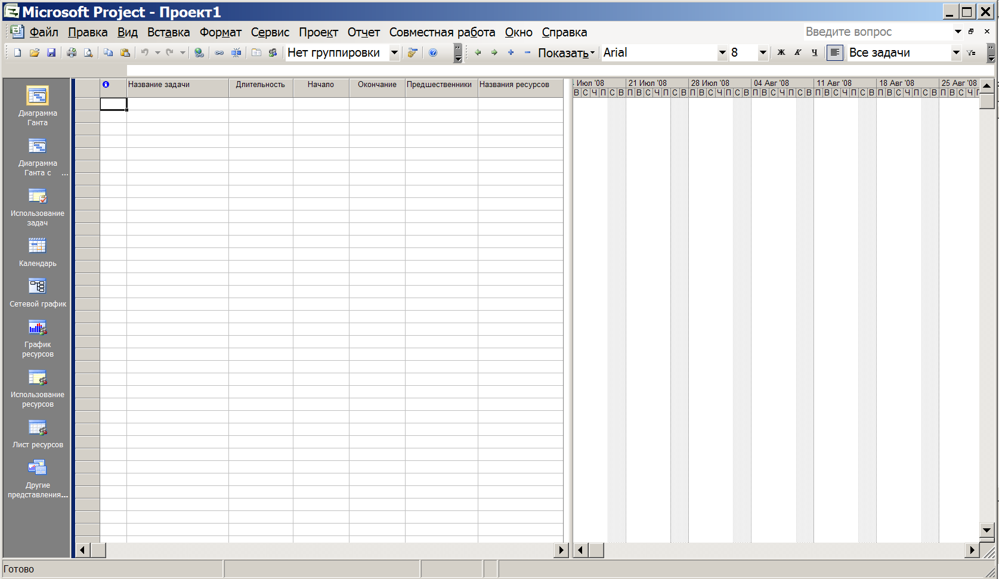 Microsoft Project - Проект1
Файл Правка Вид Вставка Формат Сервис Проект Отчет Совместная работа Окно Справка Введите вопрос
Нет группировки Показать Arial 8 Ж К Ч Все задачи
Название задачи Длительность Начало Окончание Предшественники Названия ресурсов
Июл '08 21 Июл '08 28 Июл '08 04 Авг '08 11 Авг '08 18 Авг '08 25 Авг '08
В С Ч П С В П В С Ч П С В П В С Ч П С В П В С Ч П С В П В С Ч П С В П В С Ч П С В П В С Ч П
Диаграмма
Ганта
Диаграмма
Ганта с ...
Использование
задач
Календарь
Сетевой график
График
ресурсов
Использование
ресурсов
Лист ресурсов
Другие
представления...
Готово